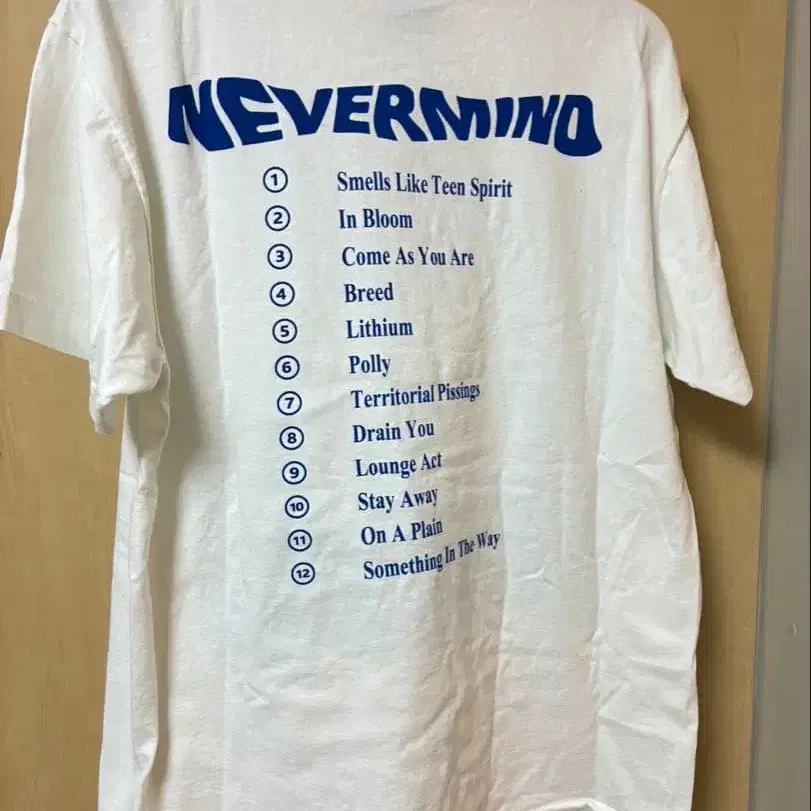 NEVERMIND
① Smells Like Teen Spirit
② In Bloom
③ Come As You Are
④ Breed
⑤ Lithium
⑥ Polly
⑦ Territorial Pissings
⑧ Drain You
⑨ Lounge Act
⑩ Stay Away
⑪ On A Plain
⑫ Something In The Way